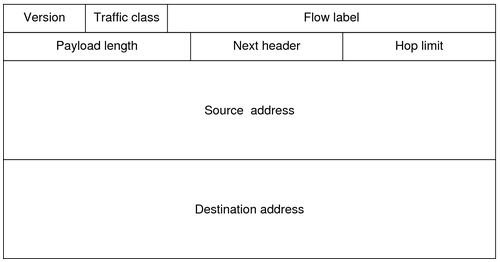 Version Traffic class Flow label
Payload length Next header Hop limit
Source address
Destination address